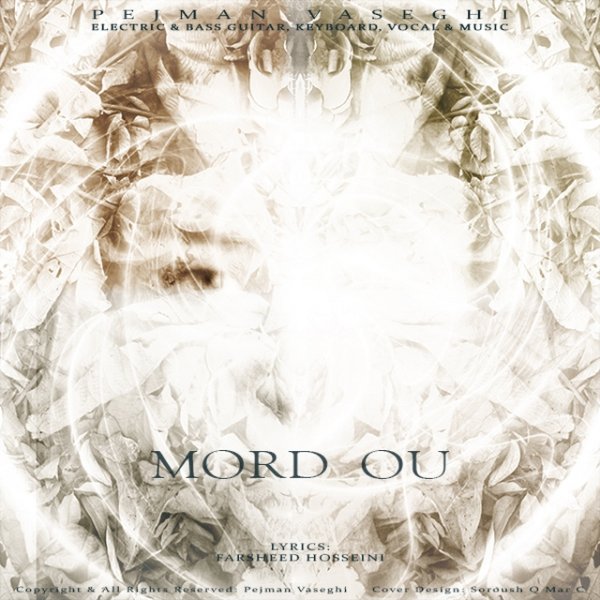 PEJMAN VASEGHI
ELECTRIC & BASS GUITAR, KEYBOARD, VOCAL & MUSIC
MORD OU
LYRICS:
FARSHEED HOSSEINI
Copyright & All Rights Reserved: Pejman Vaseghi Cover Design: Soroush Q Mar C